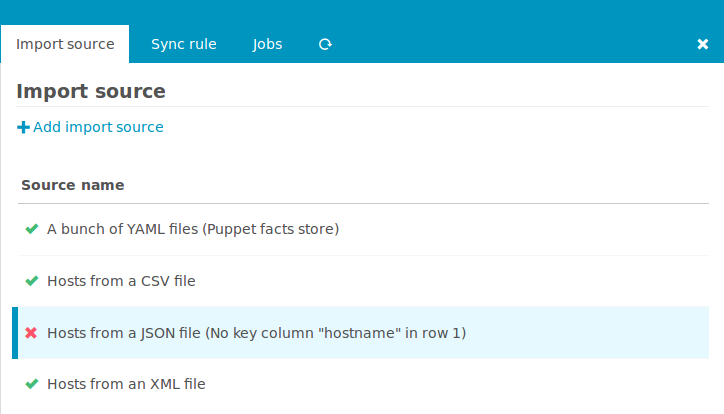 Import source
Sync rule
Jobs
Import source
Add import source
Source name
A bunch of YAML files (Puppet facts store)
Hosts from a CSV file
Hosts from a JSON file (No key column "hostname" in row 1)
Hosts from an XML file